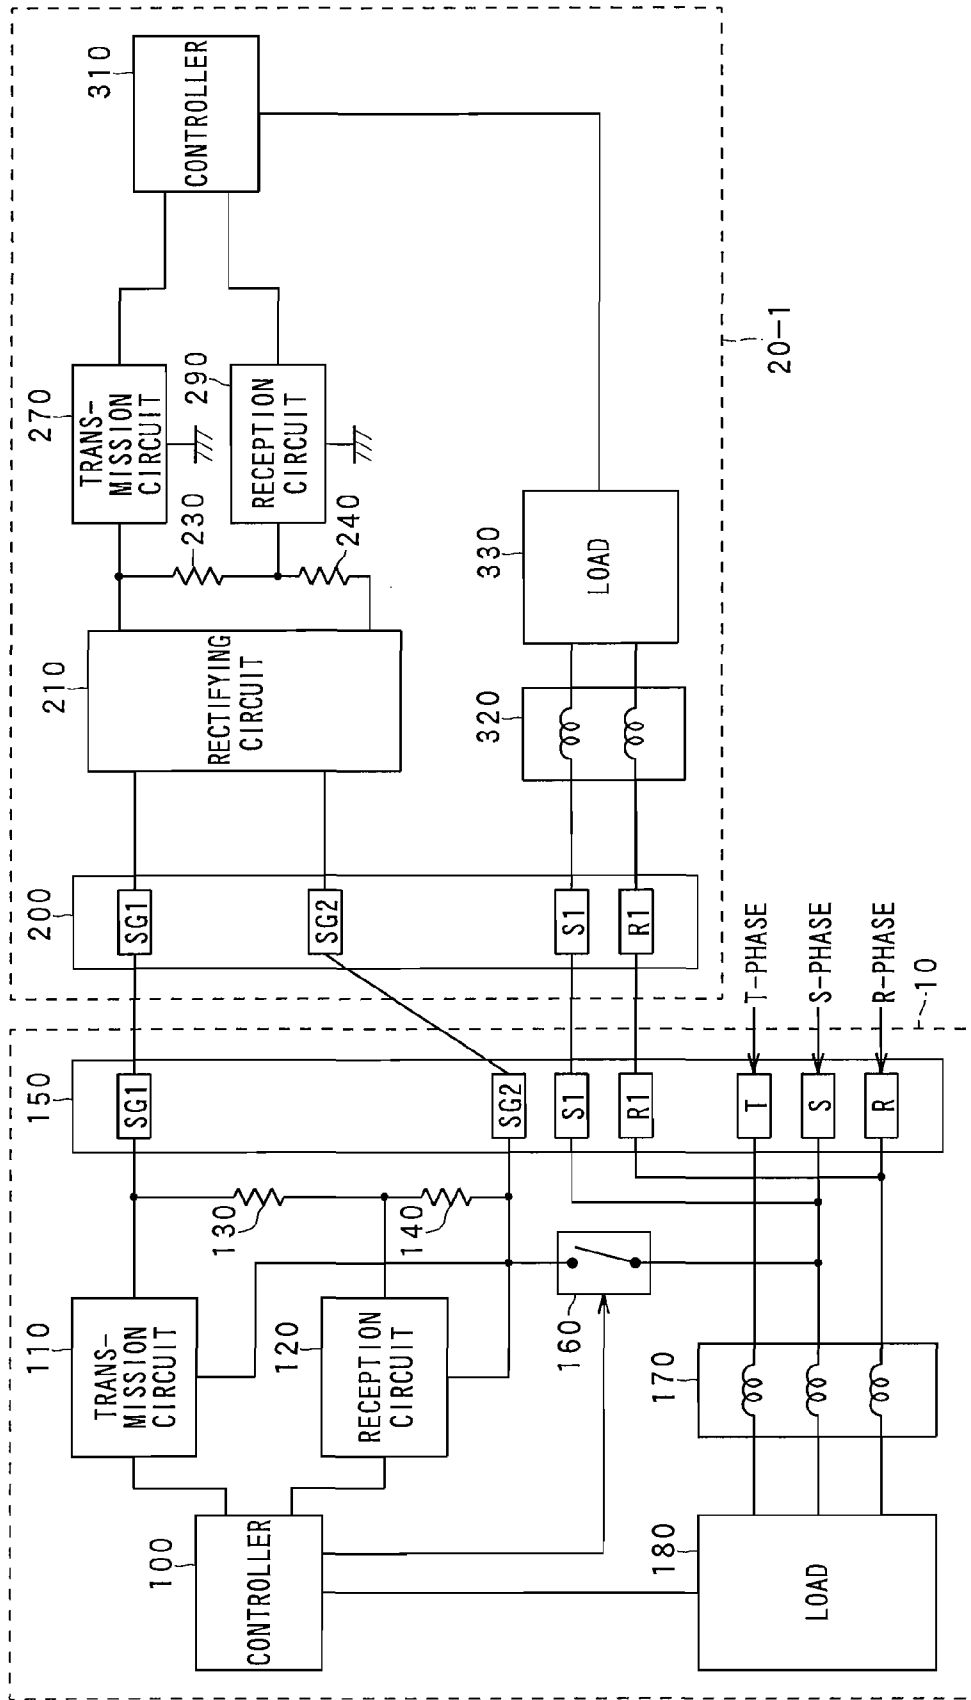 10
100
CONTROLLER
110
TRANS-
MISSION
CIRCUIT
120
RECEPTION
CIRCUIT
130
140
150
SG1
SG2
S1
R1
T
S
R
T-PHASE
S-PHASE
R-PHASE
160
170
180
LOAD
20-1
200
SG1
SG2
S1
R1
210
RECTIFYING
CIRCUIT
230
240
270
TRANS-
MISSION
CIRCUIT
290
RECEPTION
CIRCUIT
310
CONTROLLER
320
330
LOAD